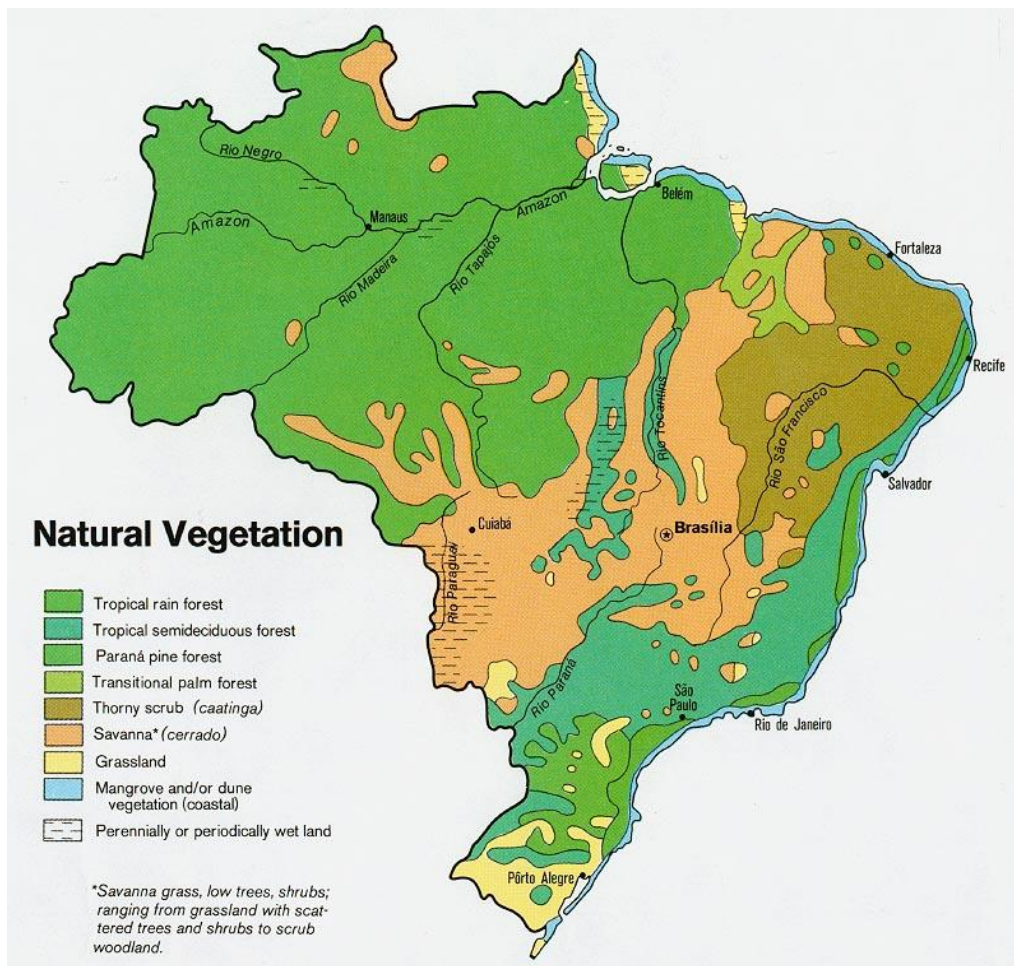 Rio Negro
Amazon
Manaus
Amazon
Belém
Rio Madeira
Rio Tapajós
Fortaleza
Recife
Rio Tocantins
Rio São Francisco
Salvador
Cuiabá
Brasília
Rio Paraguai
Rio Paraná
São
Paulo
Rio de Janeiro
Pôrto Alegre
Natural Vegetation
Tropical rain forest
Tropical semideciduous forest
Paraná pine forest
Transitional palm forest
Thorny scrub (caatinga)
Savanna* (cerrado)
Grassland
Mangrove and/or dune
vegetation (coastal)
Perennially or periodically wet land
*Savanna grass, low trees, shrubs;
ranging from grassland with scat-
tered trees and shrubs to scrub
woodland.